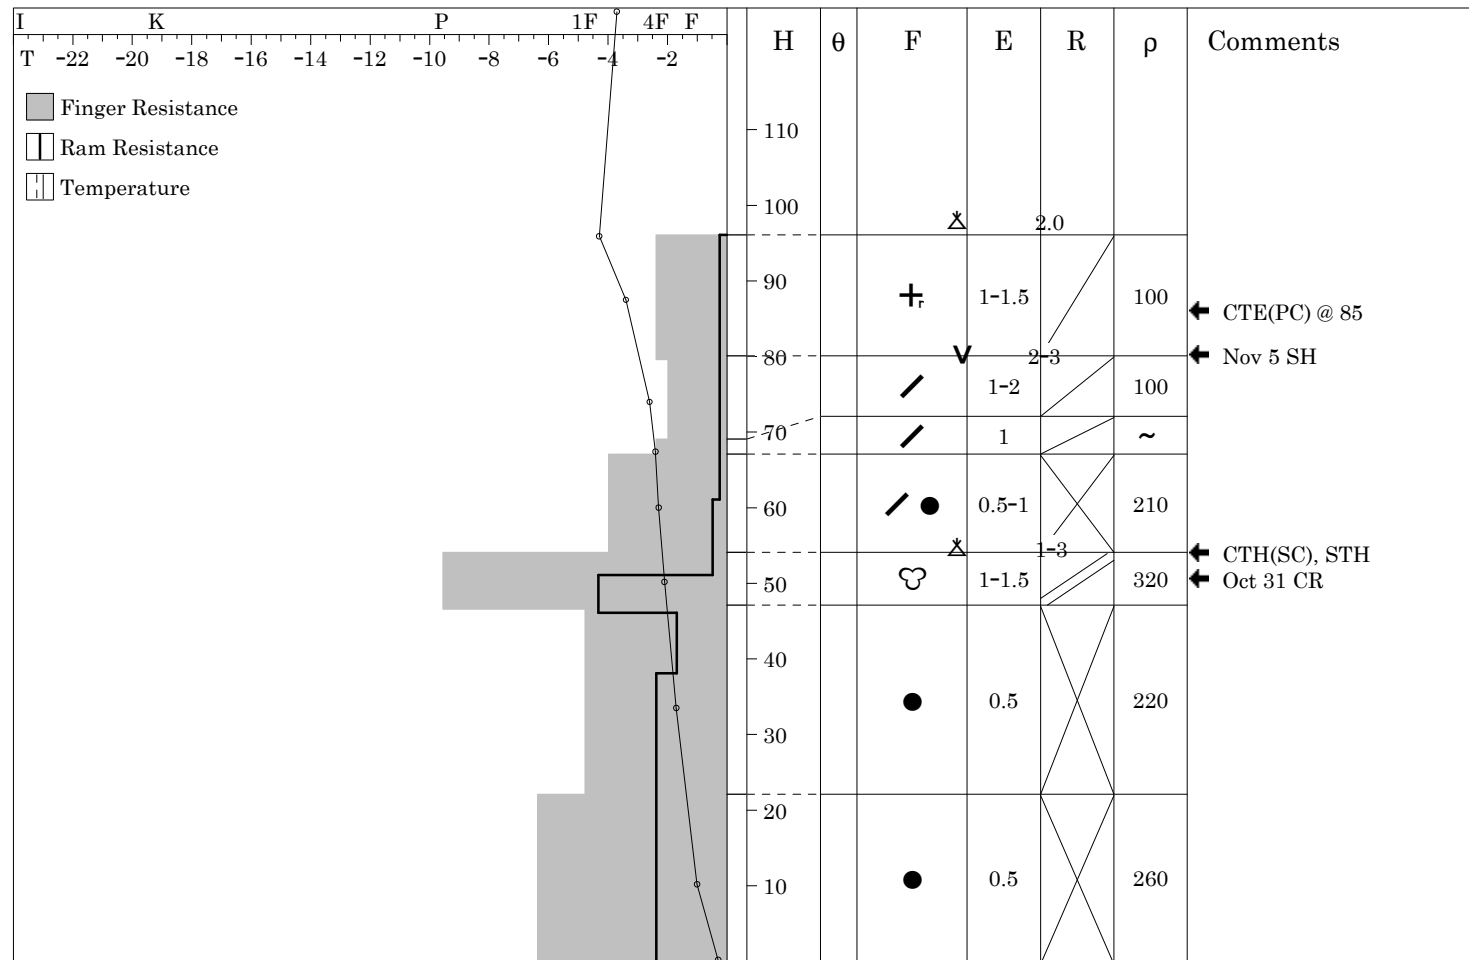 I K P 1F 4F F
T -22 -20 -18 -16 -14 -12 -10 -8 -6 -4 -2
H θ F E R ρ Comments
Finger Resistance
Ram Resistance
Temperature
110
100
2.0
90
r
1-1.5
100
CTE(PC) @ 85
80
2-3
Nov 5 SH
1-2
100
70
1
~
60
0.5-1
210
1-3
CTH(SC), STH
50
1-1.5
320
Oct 31 CR
40
0.5
220
30
20
10
0.5
260